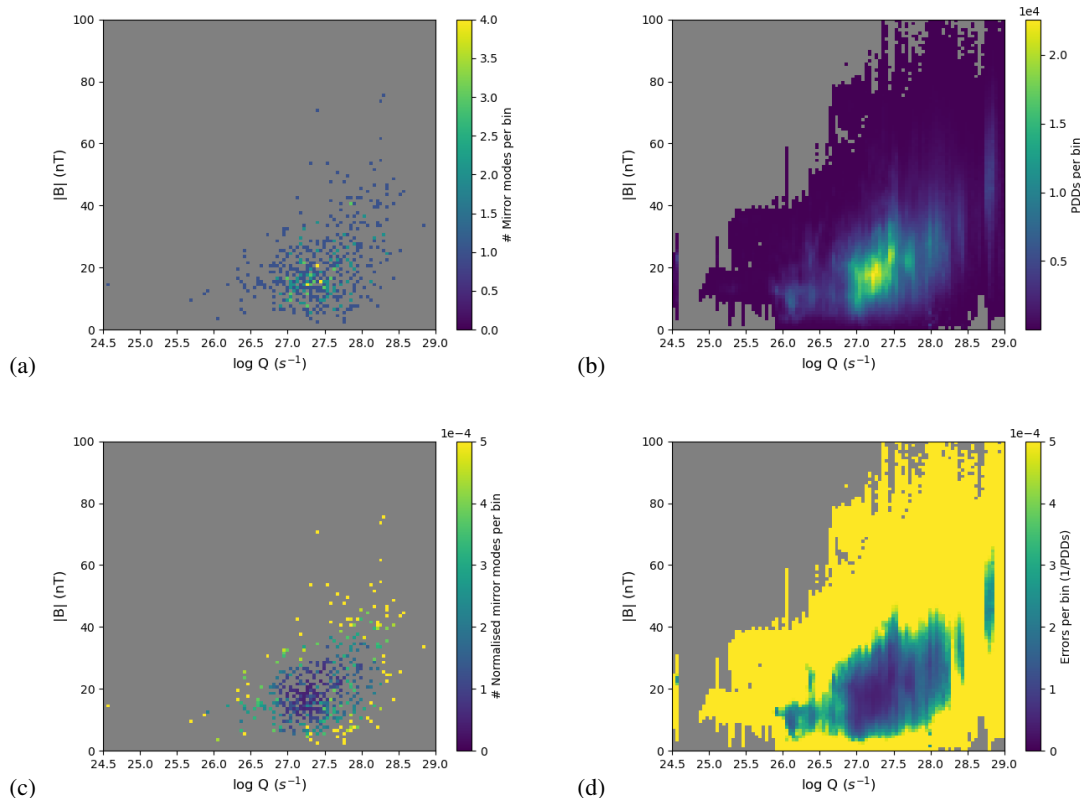 100
80
60
40
20
0
|B| (nT)
24.5 25.0 25.5 26.0 26.5 27.0 27.5 28.0 28.5 29.0
log Q (s⁻¹)
4.0
3.5
3.0
2.5
2.0
1.5
1.0
0.5
0.0
# Mirror modes per bin
(a)
100
80
60
40
20
0
|B| (nT)
24.5 25.0 25.5 26.0 26.5 27.0 27.5 28.0 28.5 29.0
log Q (s⁻¹)
1e4
2.0
1.5
1.0
0.5
PDDs per bin
(b)
100
80
60
40
20
0
|B| (nT)
24.5 25.0 25.5 26.0 26.5 27.0 27.5 28.0 28.5 29.0
log Q (s⁻¹)
1e−4
5
4
3
2
1
0
# Normalised mirror modes per bin
(c)
100
80
60
40
20
0
|B| (nT)
24.5 25.0 25.5 26.0 26.5 27.0 27.5 28.0 28.5 29.0
log Q (s⁻¹)
1e−4
5
4
3
2
1
0
Errors per bin (1/PDDs)
(d)